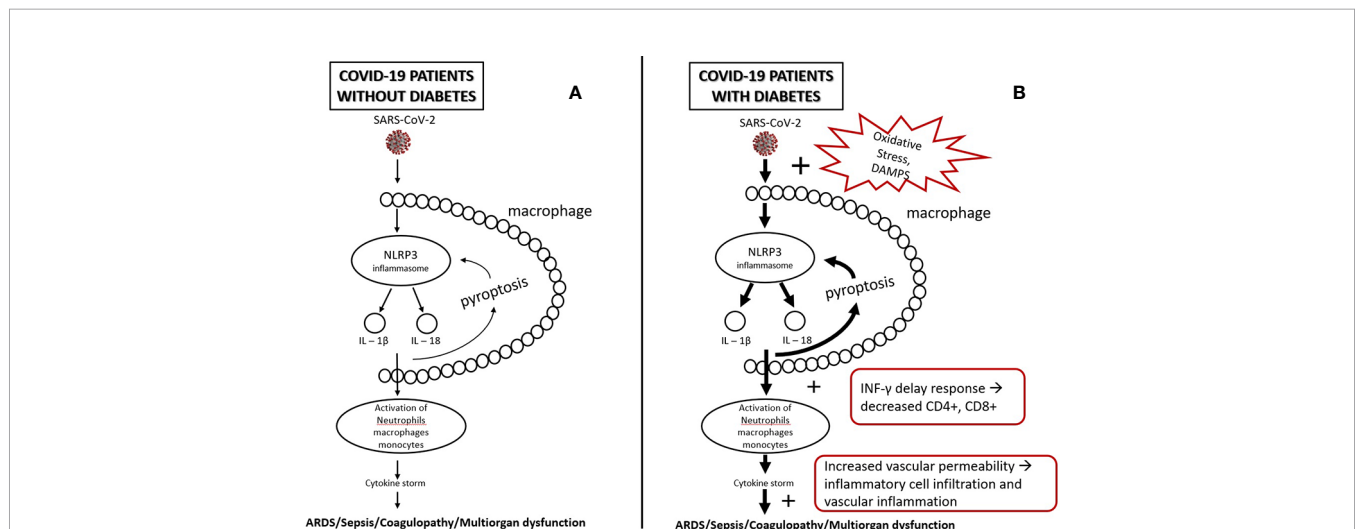 COVID-19 PATIENTS
WITHOUT DIABETES
A
SARS-CoV-2
macrophage
NLRP3
inflammasome
pyroptosis
IL – 1β
IL – 18
Activation of
Neutrophils
macrophages
monocytes
Cytokine storm
ARDS/Sepsis/Coagulopathy/Multiorgan dysfunction
COVID-19 PATIENTS
WITH DIABETES
B
SARS-CoV-2
+
Oxidative
Stress,
DAMPS
macrophage
NLRP3
inflammasome
pyroptosis
IL – 1β
IL – 18
+
INF-γ delay response →
decreased CD4+, CD8+
Activation of
Neutrophils
macrophages
monocytes
Increased vascular permeability →
inflammatory cell infiltration and
vascular inflammation
Cytokine storm
+
ARDS/Sepsis/Coagulopathy/Multiorgan dysfunction